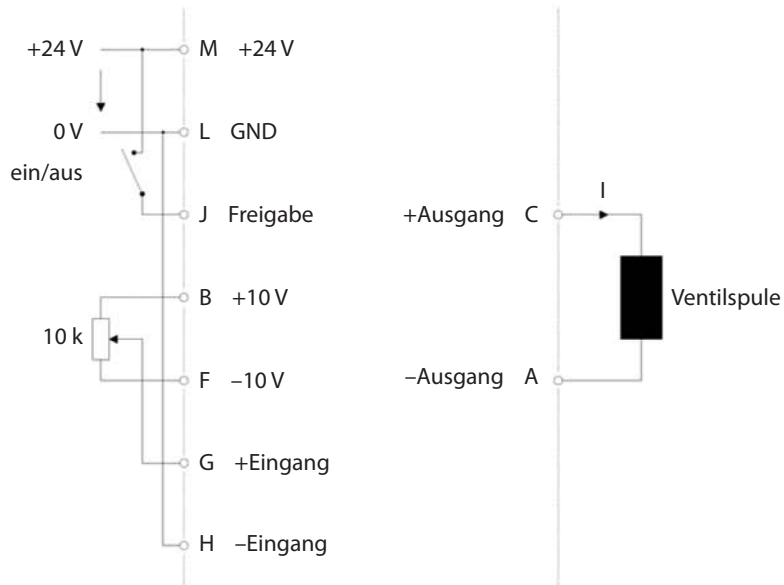 +24 V
M +24 V
0 V
L GND
ein/aus
J Freigabe
B +10 V
10 k
F –10 V
G +Eingang
H –Eingang
I
+Ausgang C
Ventilspule
–Ausgang A